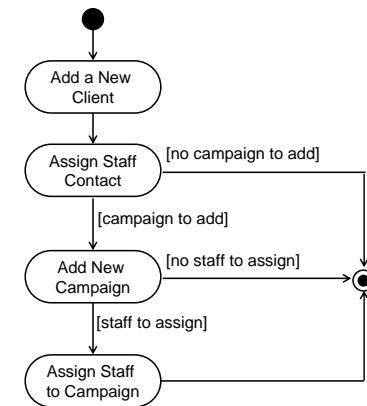 Add a New
Client
[no campaign to add]
Assign Staff
Contact
[campaign to add]
[no staff to assign]
Add New
Campaign
[staff to assign]
Assign Staff
to Campaign